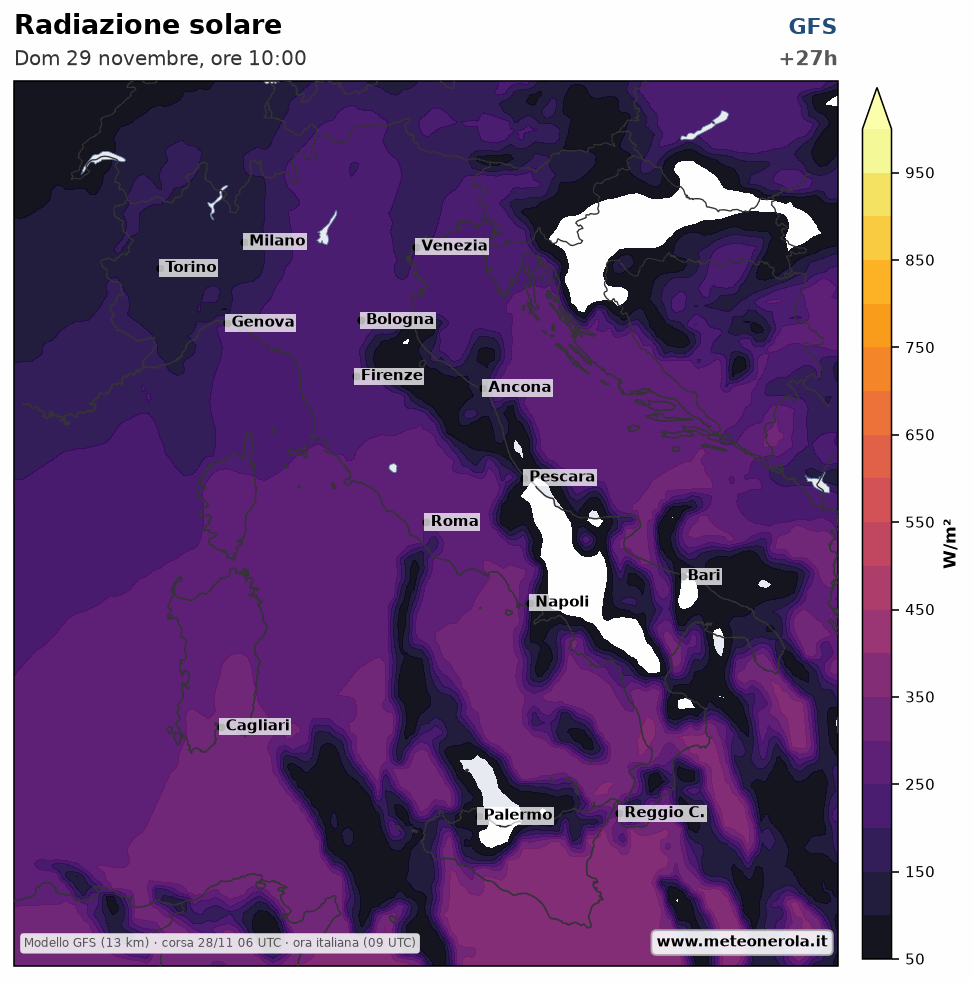 Radiazione solare
GFS
Dom 29 novembre, ore 10:00
+27h
Milano
Venezia
Torino
Genova
Bologna
Firenze
Ancona
Pescara
Roma
Bari
Napoli
Cagliari
Palermo
Reggio C.
950
850
750
650
550
450
350
250
150
50
W/m²
Modello GFS (13 km) · corsa 28/11 06 UTC · ora italiana (09 UTC)
www.meteonerola.it